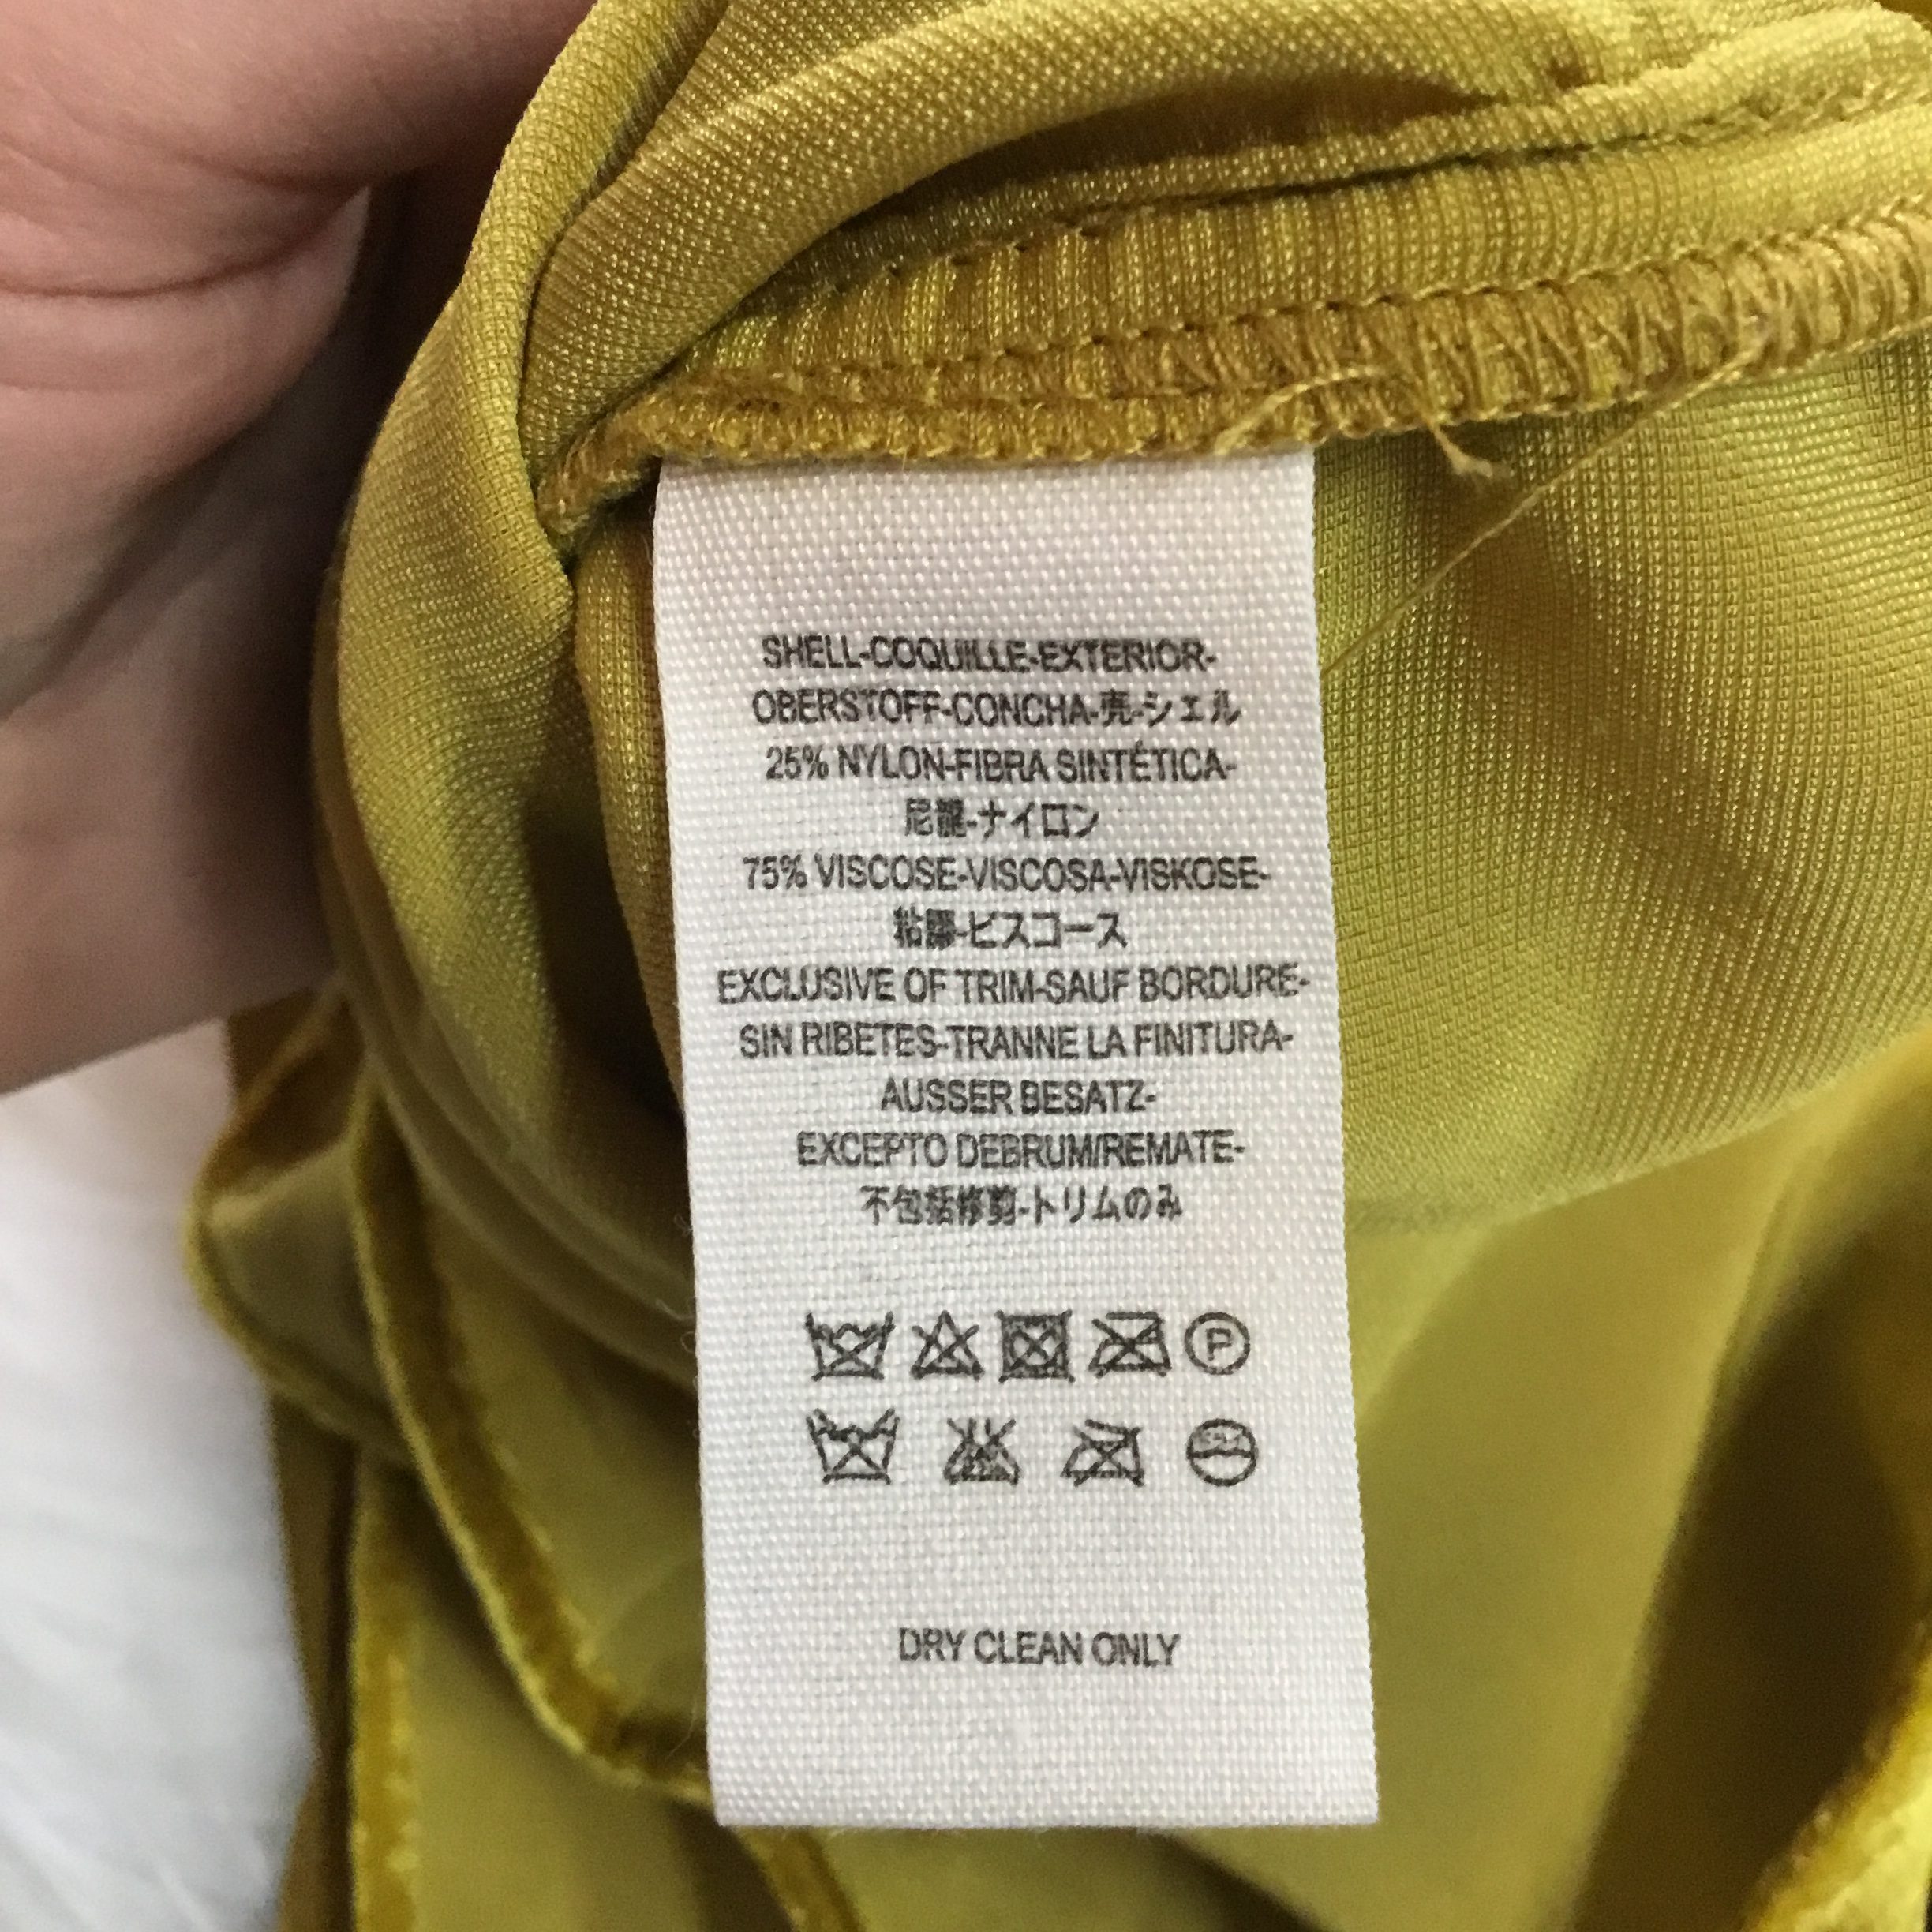 SHELL-COQUILLE-EXTERIOR-
OBERSTOFF-CONCHA-売-シェル
25% NYLON-FIBRA SINTÉTICA-
尼龍-ナイロン
75% VISCOSE-VISCOSA-VISKOSE-
粘膠-ビスコース
EXCLUSIVE OF TRIM-SAUF BORDURE-
SIN RIBETES-TRANNE LA FINITURA-
AUSSER BESATZ-
EXCEPTO DEBRUM/REMATE-
不包括修剪-トリムのみ
P
DRY CLEAN ONLY